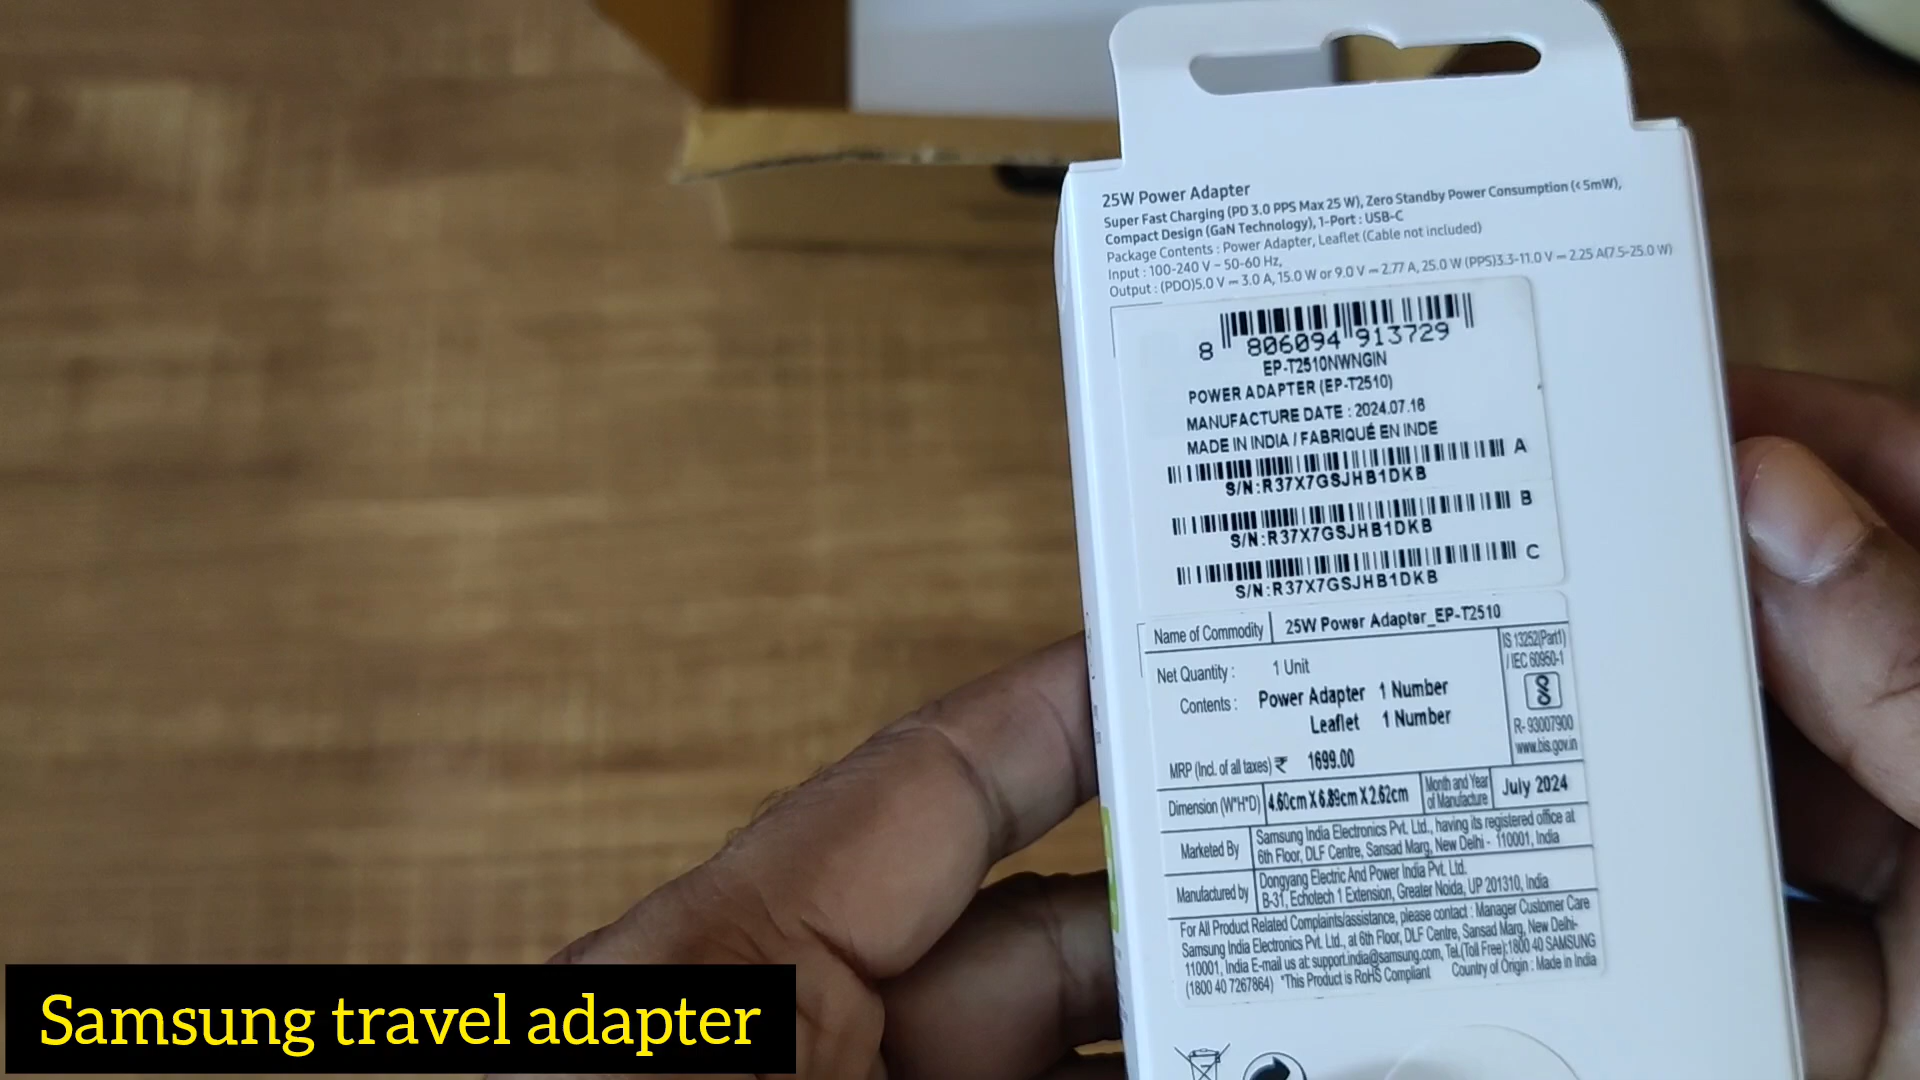 25W Power Adapter
Super Fast Charging (PD 3.0 PPS Max 25 W), Zero Standby Power Consumption (< 5mW),
Compact Design (GaN Technology), 1-Port : USB-C
Package Contents : Power Adapter, Leaflet (Cable not included)
Input : 100-240 V ~ 50-60 Hz,
Output : (PDO)5.0 V ⎓ 3.0 A, 15.0 W or 9.0 V ⎓ 2.77 A, 25.0 W (PPS)3.3-11.0 V ⎓ 2.25 A(7.5-25.0 W)
8 806094 913729
EP-T2510NWNGIN
POWER ADAPTER (EP-T2510)
MANUFACTURE DATE : 2024.07.16
MADE IN INDIA / FABRIQUÉ EN INDE
A
S/N:R37X7GSJHB1DKB
B
S/N:R37X7GSJHB1DKB
C
S/N:R37X7GSJHB1DKB
Name of Commodity 25W Power Adapter_EP-T2510
IS 13252(Part1)
/ IEC 60950-1
R- 93007900
www.bis.gov.in
Net Quantity : 1 Unit
Contents : Power Adapter 1 Number
Leaflet 1 Number
MRP (Incl. of all taxes) ₹ 1699.00
Dimension (W*H*D) 4.60cm X 6.89cm X 2.62cm Month and Year of Manufacture July 2024
Marketed By Samsung India Electronics Pvt. Ltd., having its registered office at
6th Floor, DLF Centre, Sansad Marg, New Delhi - 110001, India
Manufactured by Dongyang Electric And Power India Pvt. Ltd.
B-31, Echotech 1 Extension, Greater Noida, UP 201310, India
For All Product Related Complaints/assistance, please contact : Manager Customer Care
Samsung India Electronics Pvt. Ltd., at 6th Floor, DLF Centre, Sansad Marg, New Delhi-
110001, India E-mail us at: support.india@samsung.com, Tel.(Toll Free):1800 40 SAMSUNG
(1800 40 7267864) *This Product is RoHS Compliant Country of Origin : Made in India
Samsung travel adapter